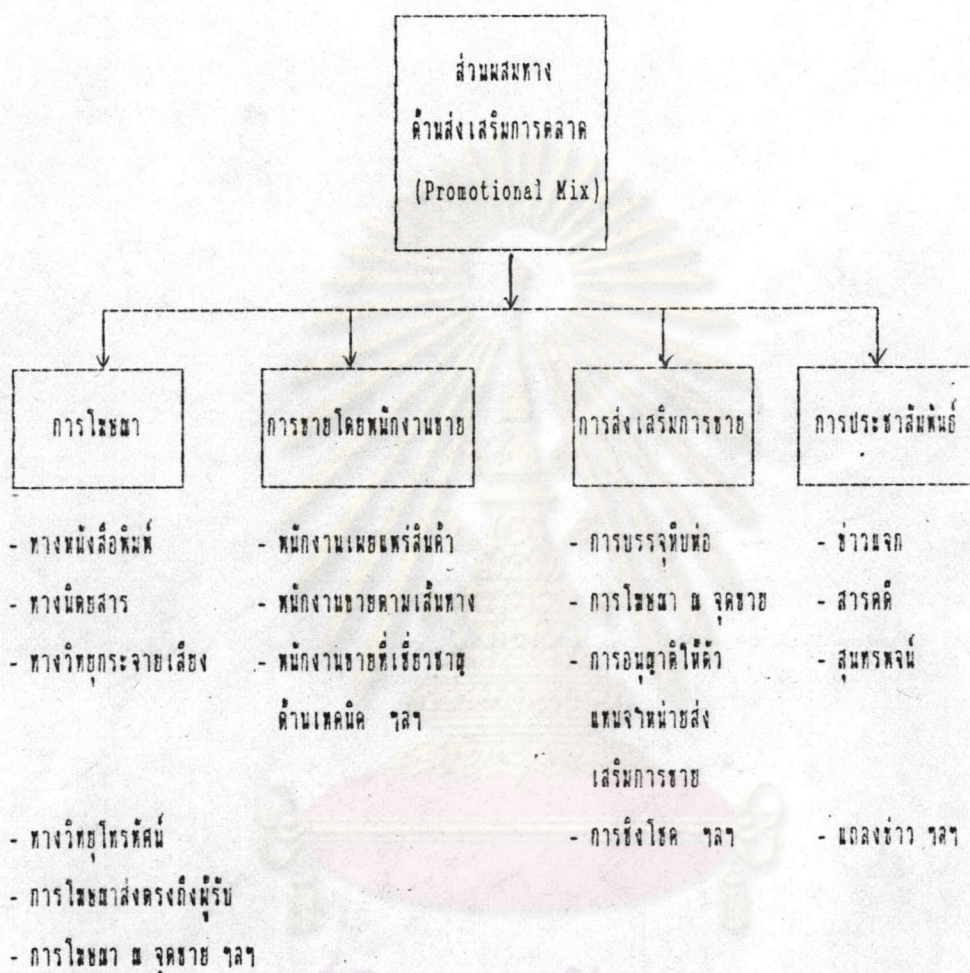 ส่วนผสมทาง
ด้านส่งเสริมการตลาด
(Promotional Mix)
การโฆษณา
การขายโดยพนักงานขาย
การส่งเสริมการขาย
การประชาสัมพันธ์
- ทางหนังสือพิมพ์
- ทางนิตยสาร
- ทางวิทยุกระจายเสียง
- ทางวิทยุโทรทัศน์
- การโฆษณาส่งตรงถึงผู้รับ
- การโฆษณา ณ จุดขาย ฯลฯ
- พนักงานเผยแพร่สินค้า
- พนักงานขายตามเส้นทาง
- พนักงานขายที่เชี่ยวชาญ
ด้านเทคนิค ฯลฯ
- การบรรจุหีบห่อ
- การโฆษณา ณ จุดขาย
- การอนุญาติให้ตัว
แทนจำหน่ายส่ง
เสริมการขาย
- การชิงโชค ฯลฯ
- ข่าวแจก
- สารคดี
- สุนทรพจน์
- แถลงข่าว ฯลฯ